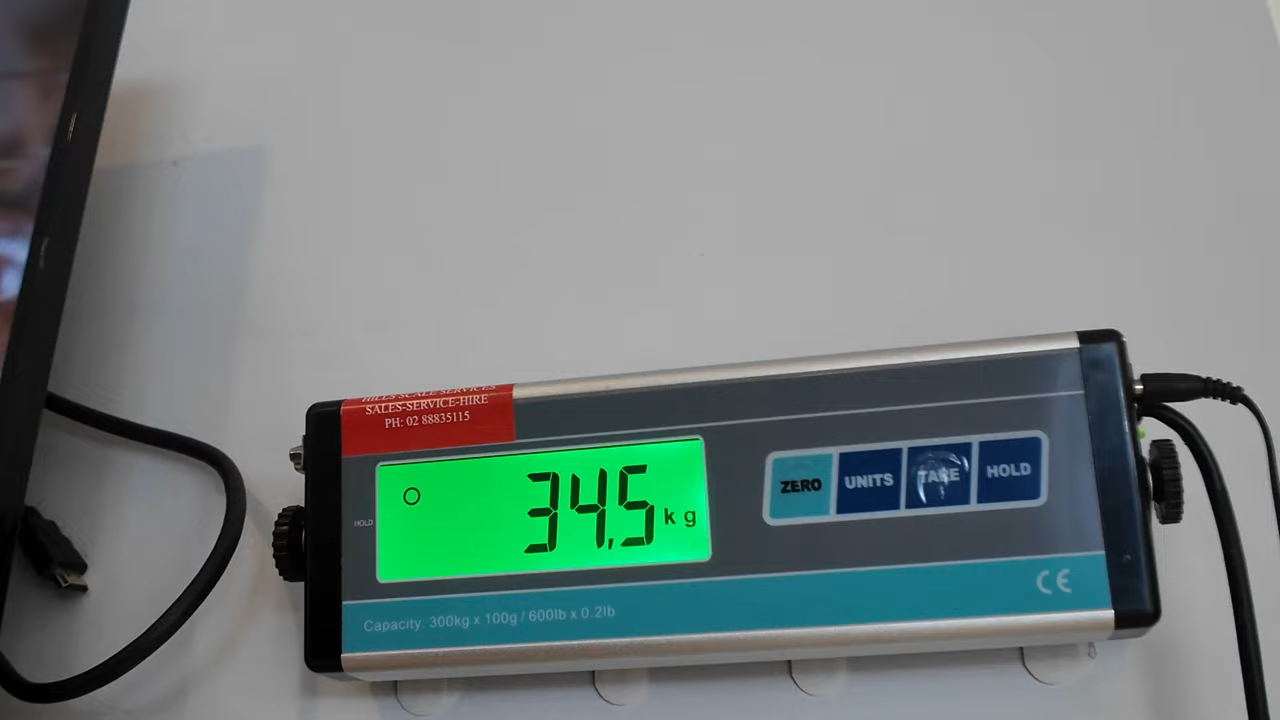 HILLS SCALE SERVICES
SALES-SERVICE-HIRE
PH: 02 88835115
HOLD
34.5 kg
ZERO UNITS TARE HOLD
Capacity 300kg x 100g / 600lb x 0.2lb
CE